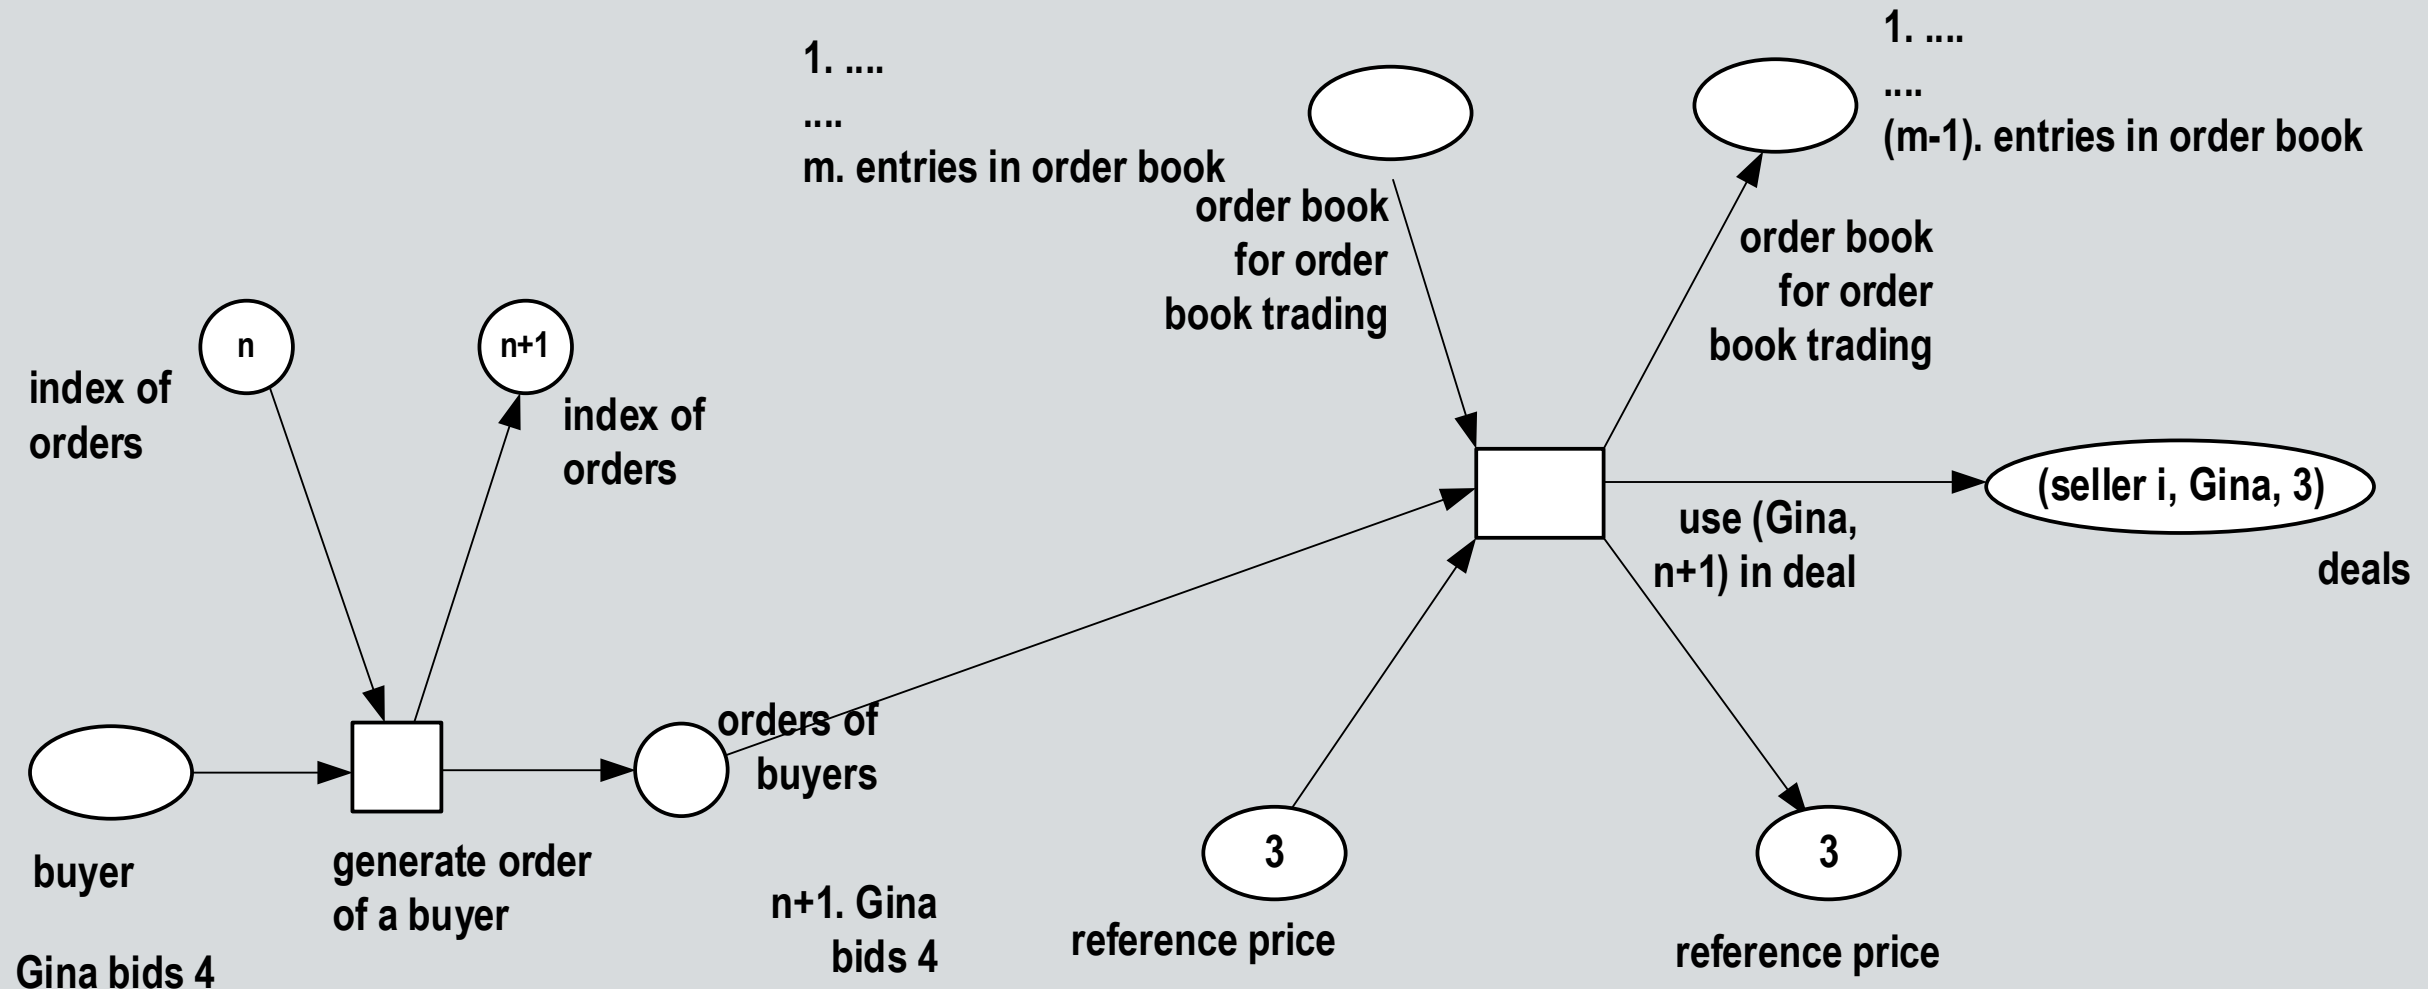 1. ....
....
m. entries in order book
1. ....
....
(m-1). entries in order book
order book
for order
book trading
order book
for order
book trading
n
n+1
index of
orders
index of
orders
(seller i, Gina, 3)
use (Gina,
n+1) in deal
deals
orders of
buyers
buyer
generate order
of a buyer
Gina bids 4
n+1. Gina
bids 4
3
reference price
3
reference price